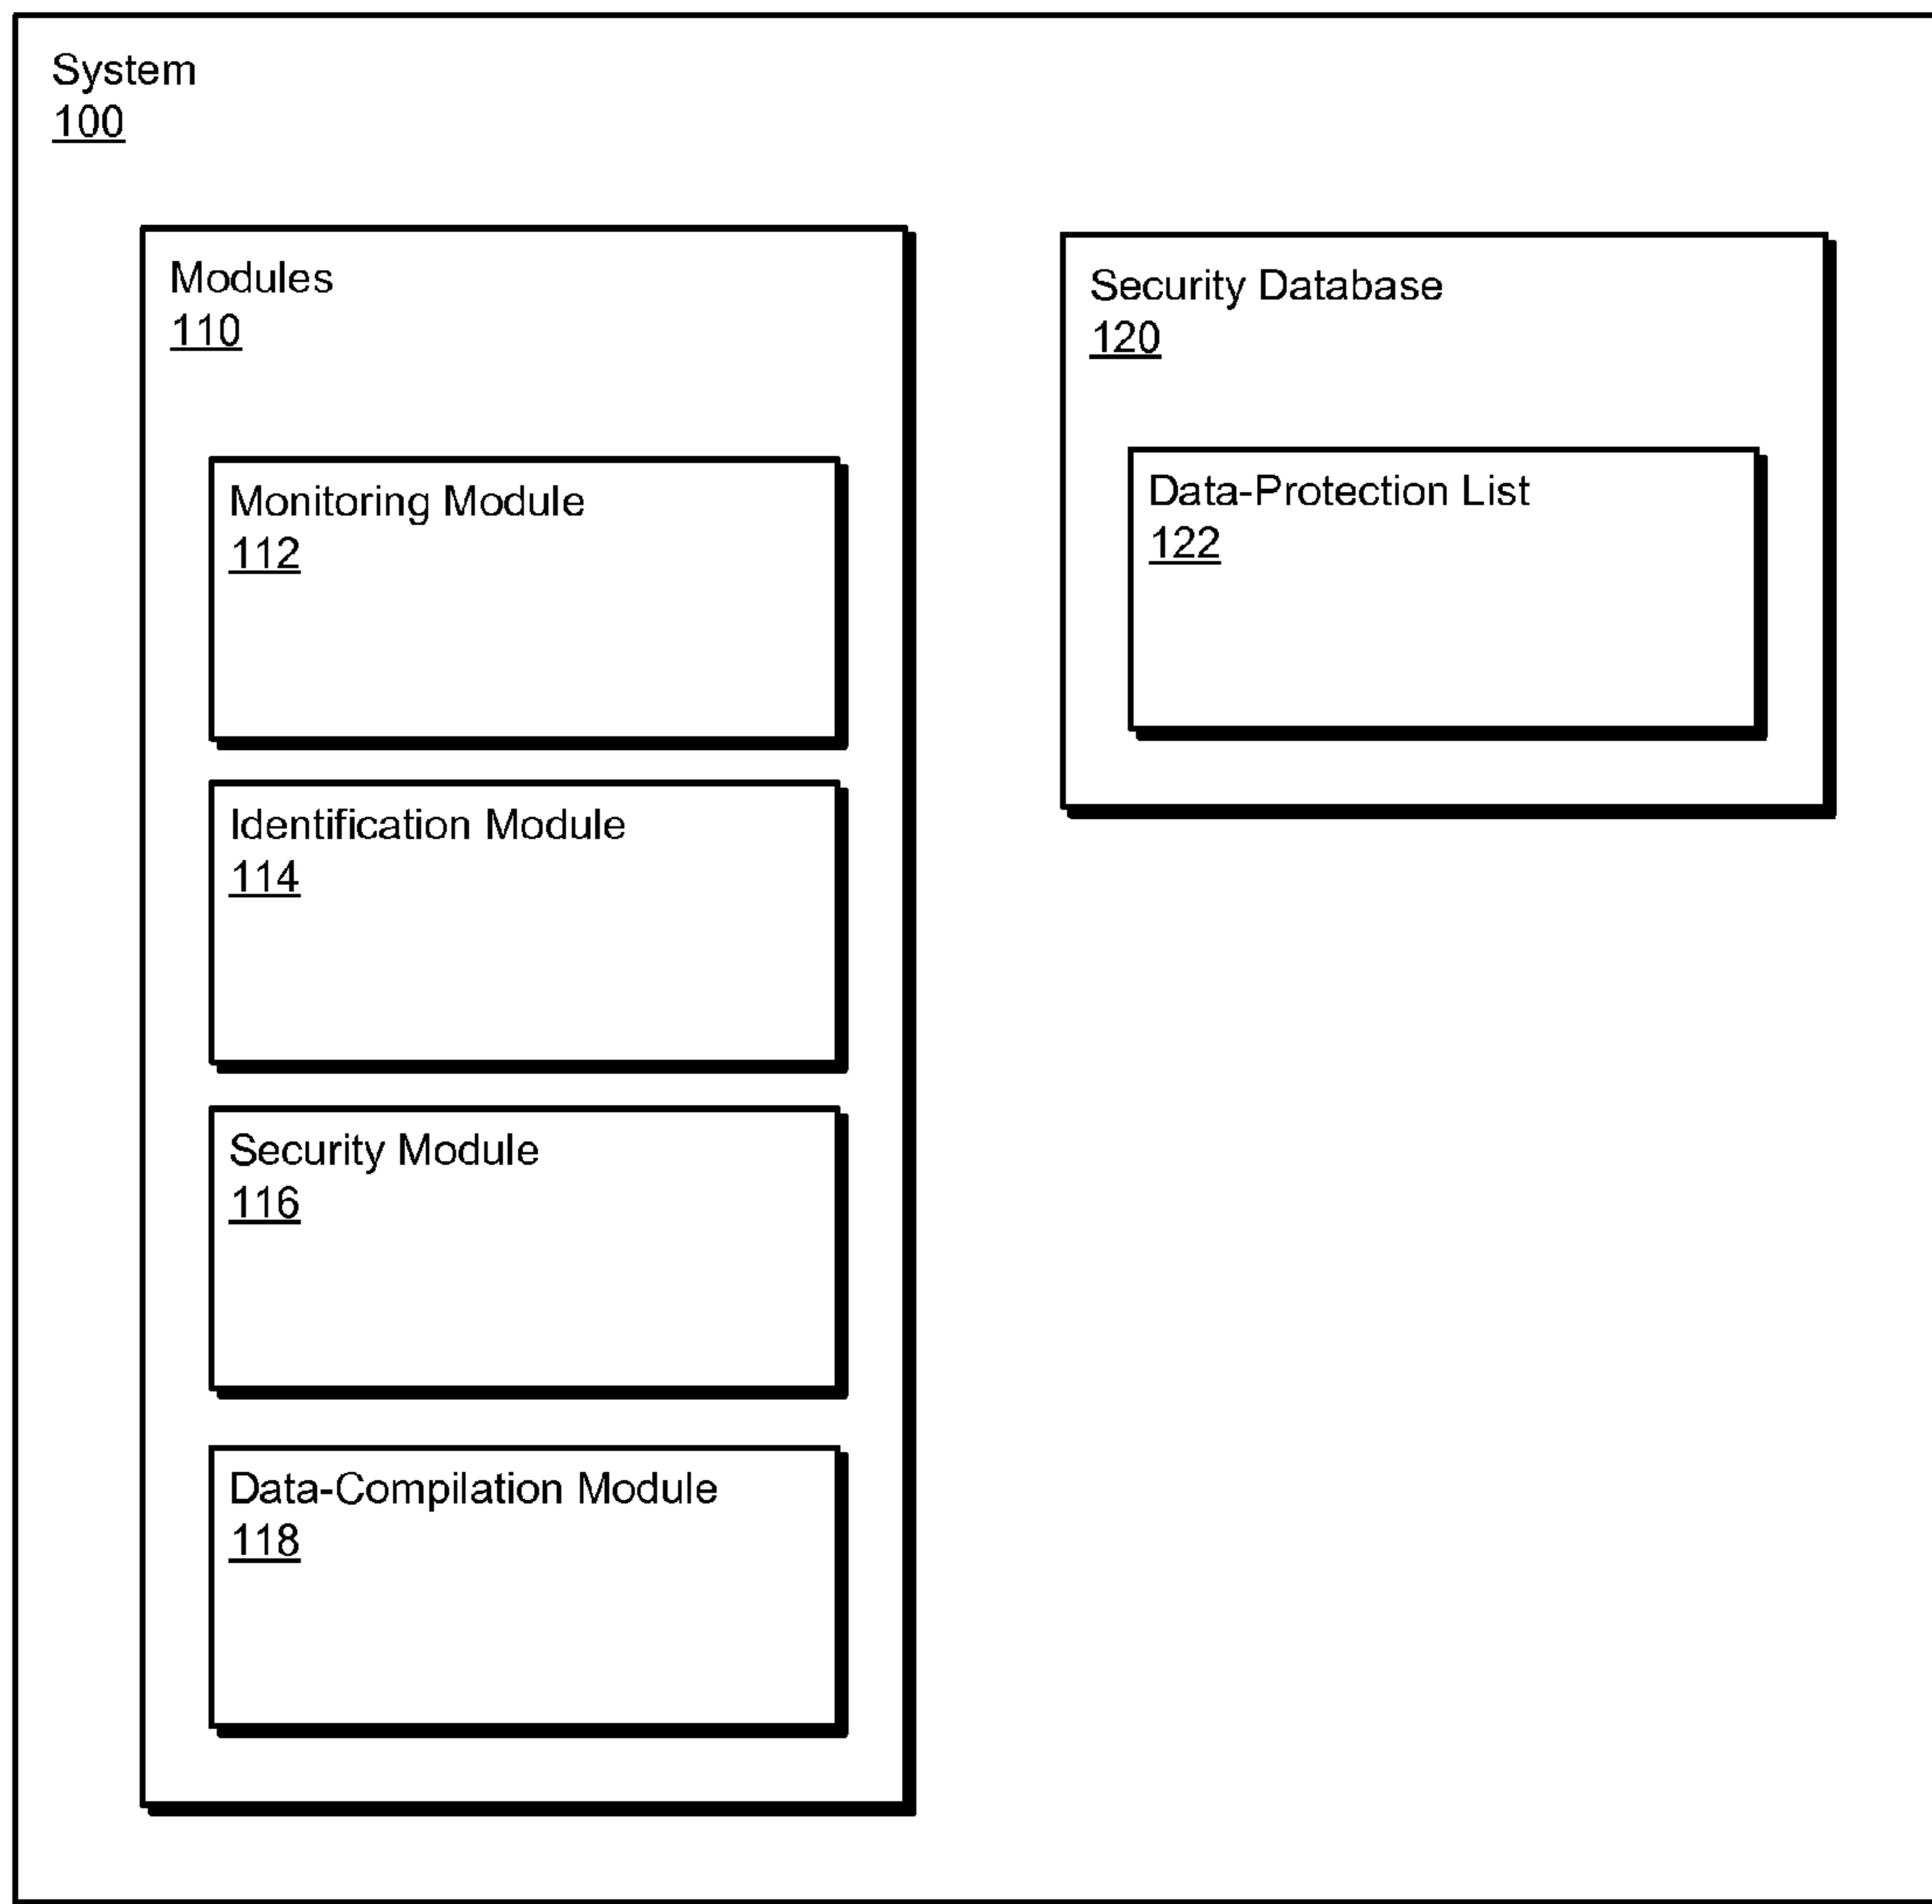 System
100
Modules
110
Monitoring Module
112
Identification Module
114
Security Module
116
Data-Compilation Module
118
Security Database
120
Data-Protection List
122